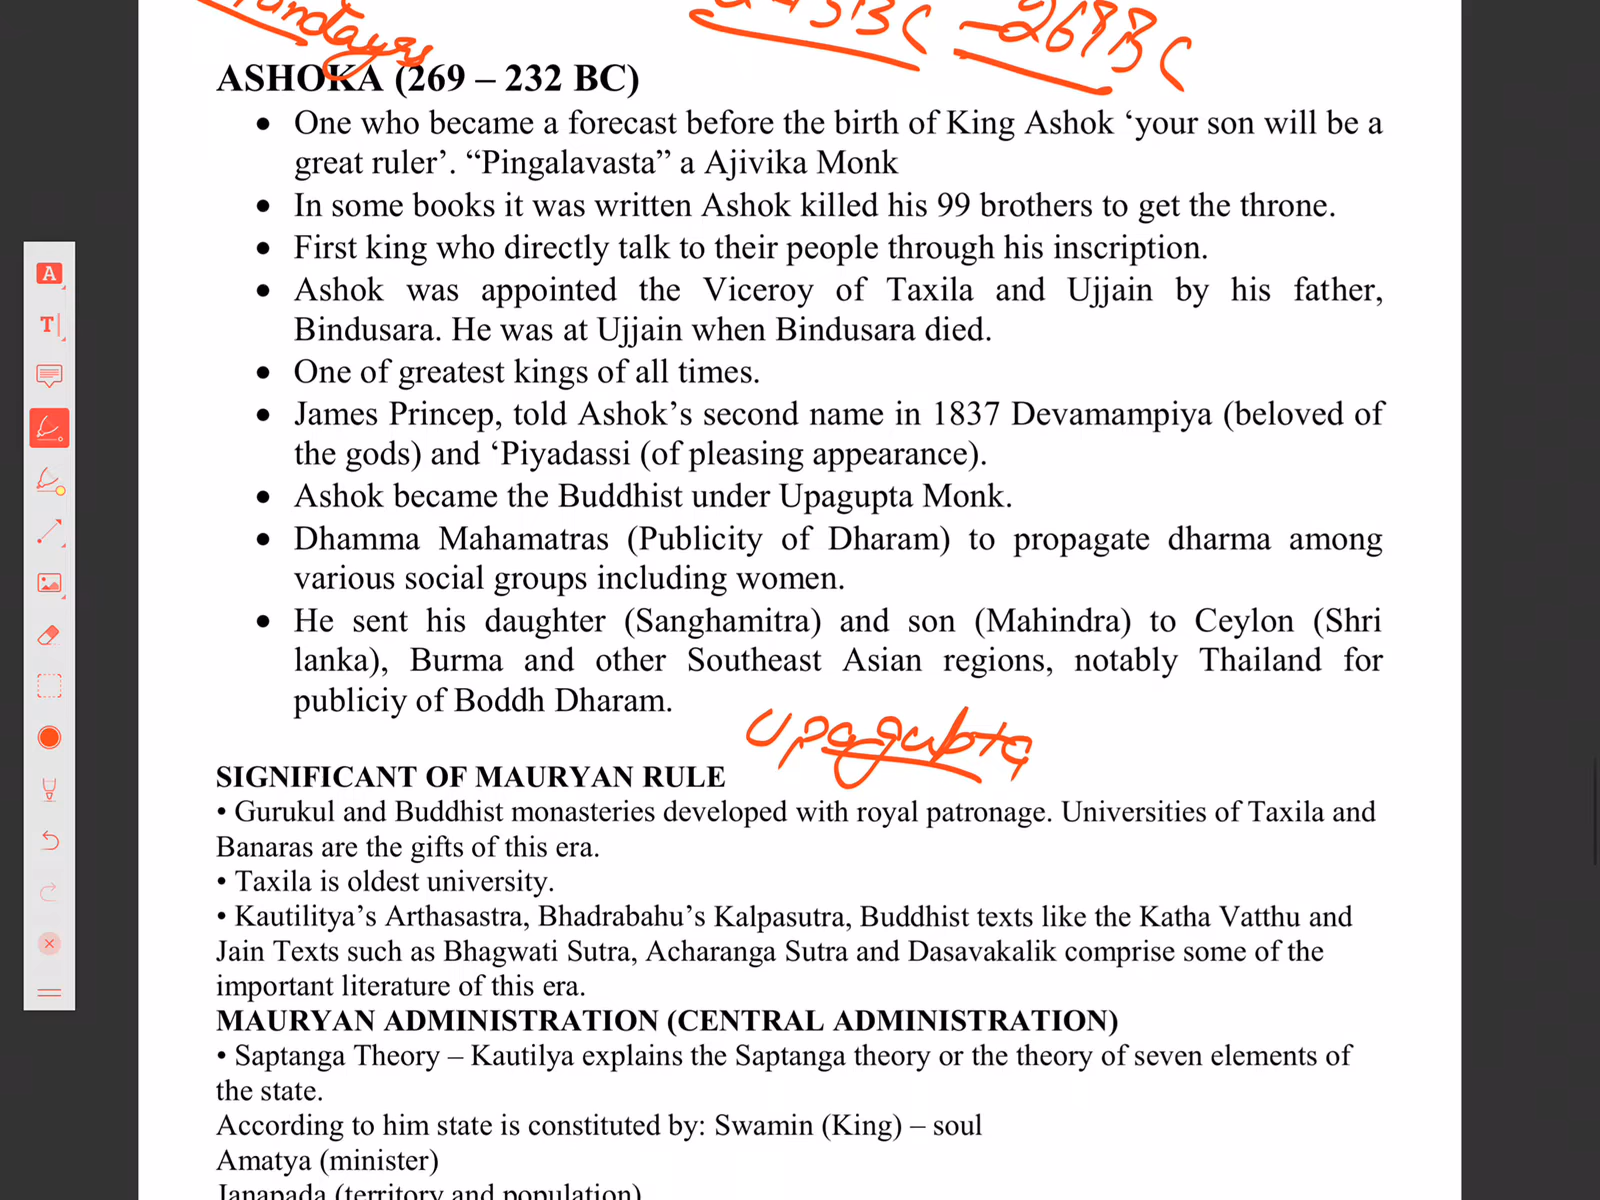 -269BC
ASHOKA (269 – 232 BC)
• One who became a forecast before the birth of King Ashok ‘your son will be a
great ruler’. “Pingalavasta” a Ajivika Monk
• In some books it was written Ashok killed his 99 brothers to get the throne.
• First king who directly talk to their people through his inscription.
• Ashok was appointed the Viceroy of Taxila and Ujjain by his father,
Bindusara. He was at Ujjain when Bindusara died.
• One of greatest kings of all times.
• James Princep, told Ashok’s second name in 1837 Devamampiya (beloved of
the gods) and ‘Piyadassi (of pleasing appearance).
• Ashok became the Buddhist under Upagupta Monk.
• Dhamma Mahamatras (Publicity of Dharam) to propagate dharma among
various social groups including women.
• He sent his daughter (Sanghamitra) and son (Mahindra) to Ceylon (Shri
lanka), Burma and other Southeast Asian regions, notably Thailand for
publiciy of Boddh Dharam.
Upagupta
SIGNIFICANT OF MAURYAN RULE
• Gurukul and Buddhist monasteries developed with royal patronage. Universities of Taxila and
Banaras are the gifts of this era.
• Taxila is oldest university.
• Kautilitya’s Arthasastra, Bhadrabahu’s Kalpasutra, Buddhist texts like the Katha Vatthu and
Jain Texts such as Bhagwati Sutra, Acharanga Sutra and Dasavakalik comprise some of the
important literature of this era.
MAURYAN ADMINISTRATION (CENTRAL ADMINISTRATION)
• Saptanga Theory – Kautilya explains the Saptanga theory or the theory of seven elements of
the state.
According to him state is constituted by: Swamin (King) – soul
Amatya (minister)
Janapada (territory and population)